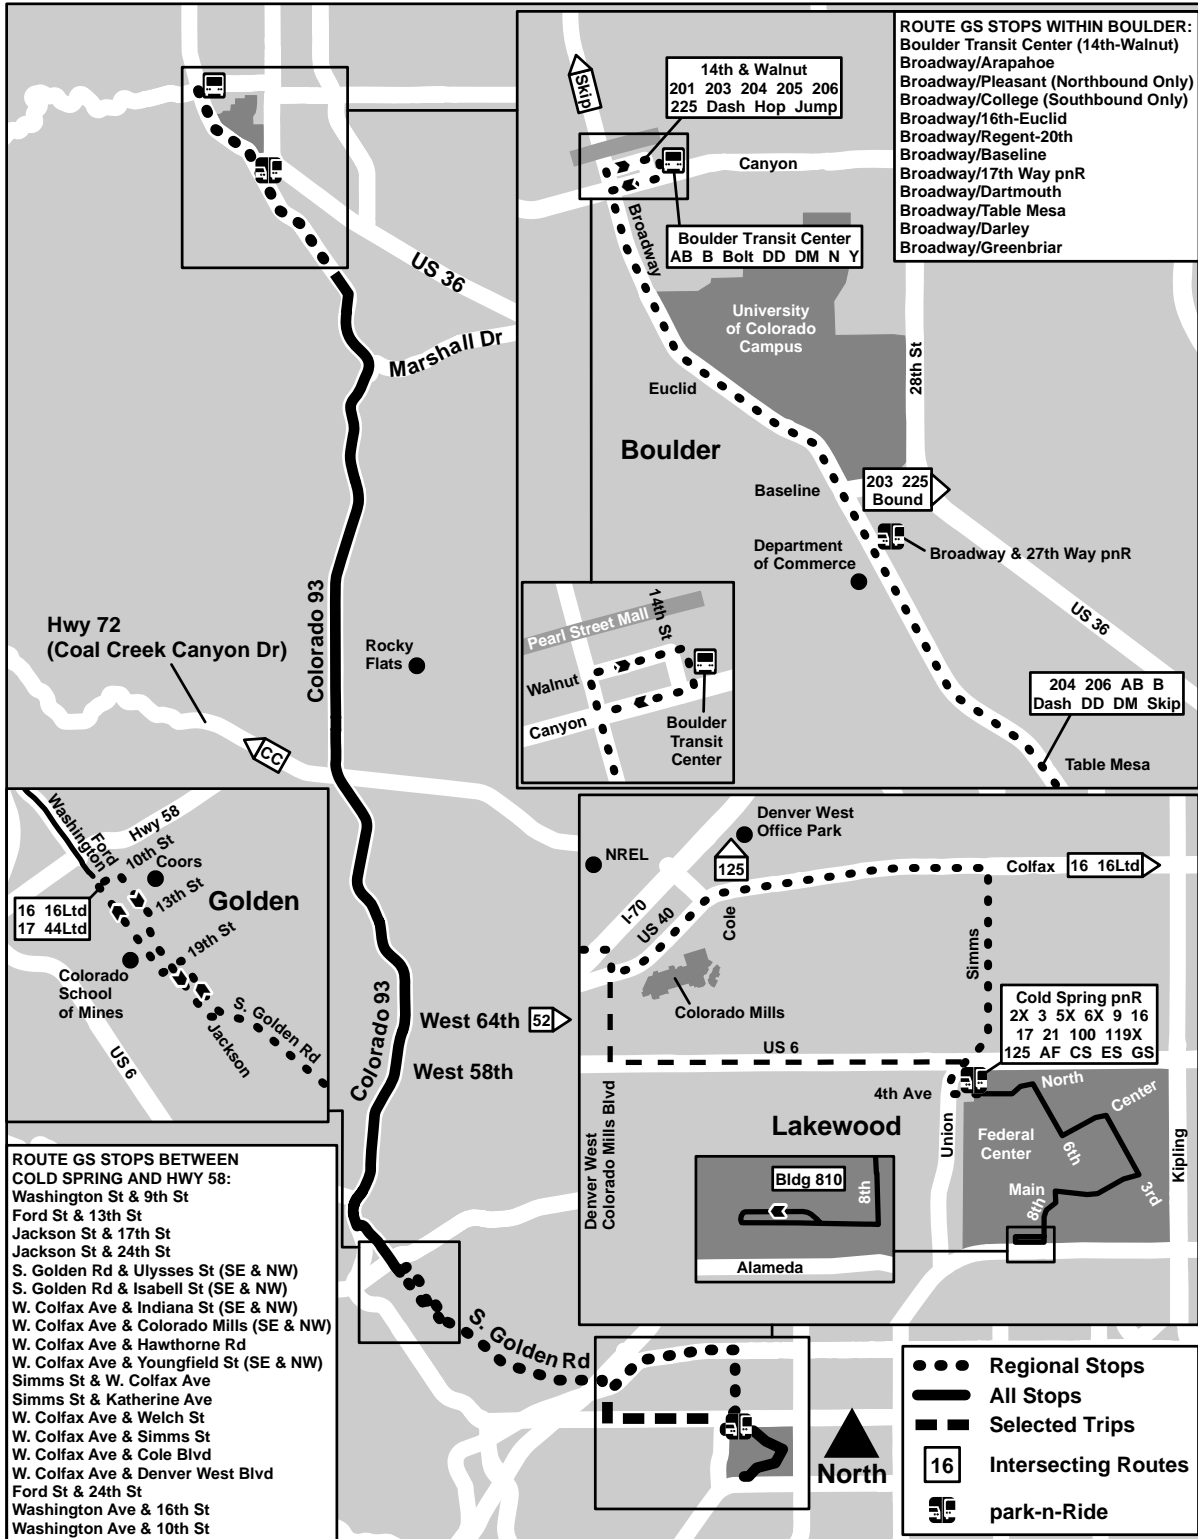 ROUTE GS STOPS WITHIN BOULDER:
Boulder Transit Center (14th-Walnut)
Broadway/Arapahoe
Broadway/Pleasant (Northbound Only)
Broadway/College (Southbound Only)
Broadway/16th-Euclid
Broadway/Regent-20th
Broadway/Baseline
Broadway/17th Way pnR
Broadway/Dartmouth
Broadway/Table Mesa
Broadway/Darley
Broadway/Greenbriar
Skip
14th & Walnut
201 203 204 205 206
225 Dash Hop Jump
Canyon
Broadway
Boulder Transit Center
AB B Bolt DD DM N Y
University
of Colorado
Campus
28th St
Euclid
Boulder
Baseline
203 225
Bound
Department
of Commerce
Broadway & 27th Way pnR
US 36
204 206 AB B
Dash DD DM Skip
Table Mesa
Pearl Street Mall
14th St
Walnut
Canyon
Boulder
Transit
Center
US 36
Marshall Dr
Colorado 93
Hwy 72
(Coal Creek Canyon Dr)
Rocky
Flats
CC
Washington
Ford
Hwy 58
10th St
Coors
13th St
Golden
16 16Ltd
17 44Ltd
19th St
Colorado
School
of Mines
S. Golden Rd
Jackson
US 6
Colorado 93
West 64th
52
West 58th
Denver West
Office Park
NREL
125
Colfax
16 16Ltd
I-70
US 40
Cole
Simms
Colorado Mills
Cold Spring pnR
2X 3 5X 6X 9 16
17 21 100 119X
125 AF CS ES GS
US 6
4th Ave
North
Center
Denver West
Colorado Mills Blvd
Lakewood
Union
Federal
Center
6th
Kipling
Main
8th
3rd
Bldg 810
8th
Alameda
ROUTE GS STOPS BETWEEN
COLD SPRING AND HWY 58:
Washington St & 9th St
Ford St & 13th St
Jackson St & 17th St
Jackson St & 24th St
S. Golden Rd & Ulysses St (SE & NW)
S. Golden Rd & Isabell St (SE & NW)
W. Colfax Ave & Indiana St (SE & NW)
W. Colfax Ave & Colorado Mills (SE & NW)
W. Colfax Ave & Hawthorne Rd
W. Colfax Ave & Youngfield St (SE & NW)
Simms St & W. Colfax Ave
Simms St & Katherine Ave
W. Colfax Ave & Welch St
W. Colfax Ave & Simms St
W. Colfax Ave & Cole Blvd
W. Colfax Ave & Denver West Blvd
Ford St & 24th St
Washington Ave & 16th St
Washington Ave & 10th St
S. Golden Rd
North
Regional Stops
All Stops
Selected Trips
16 Intersecting Routes
park-n-Ride